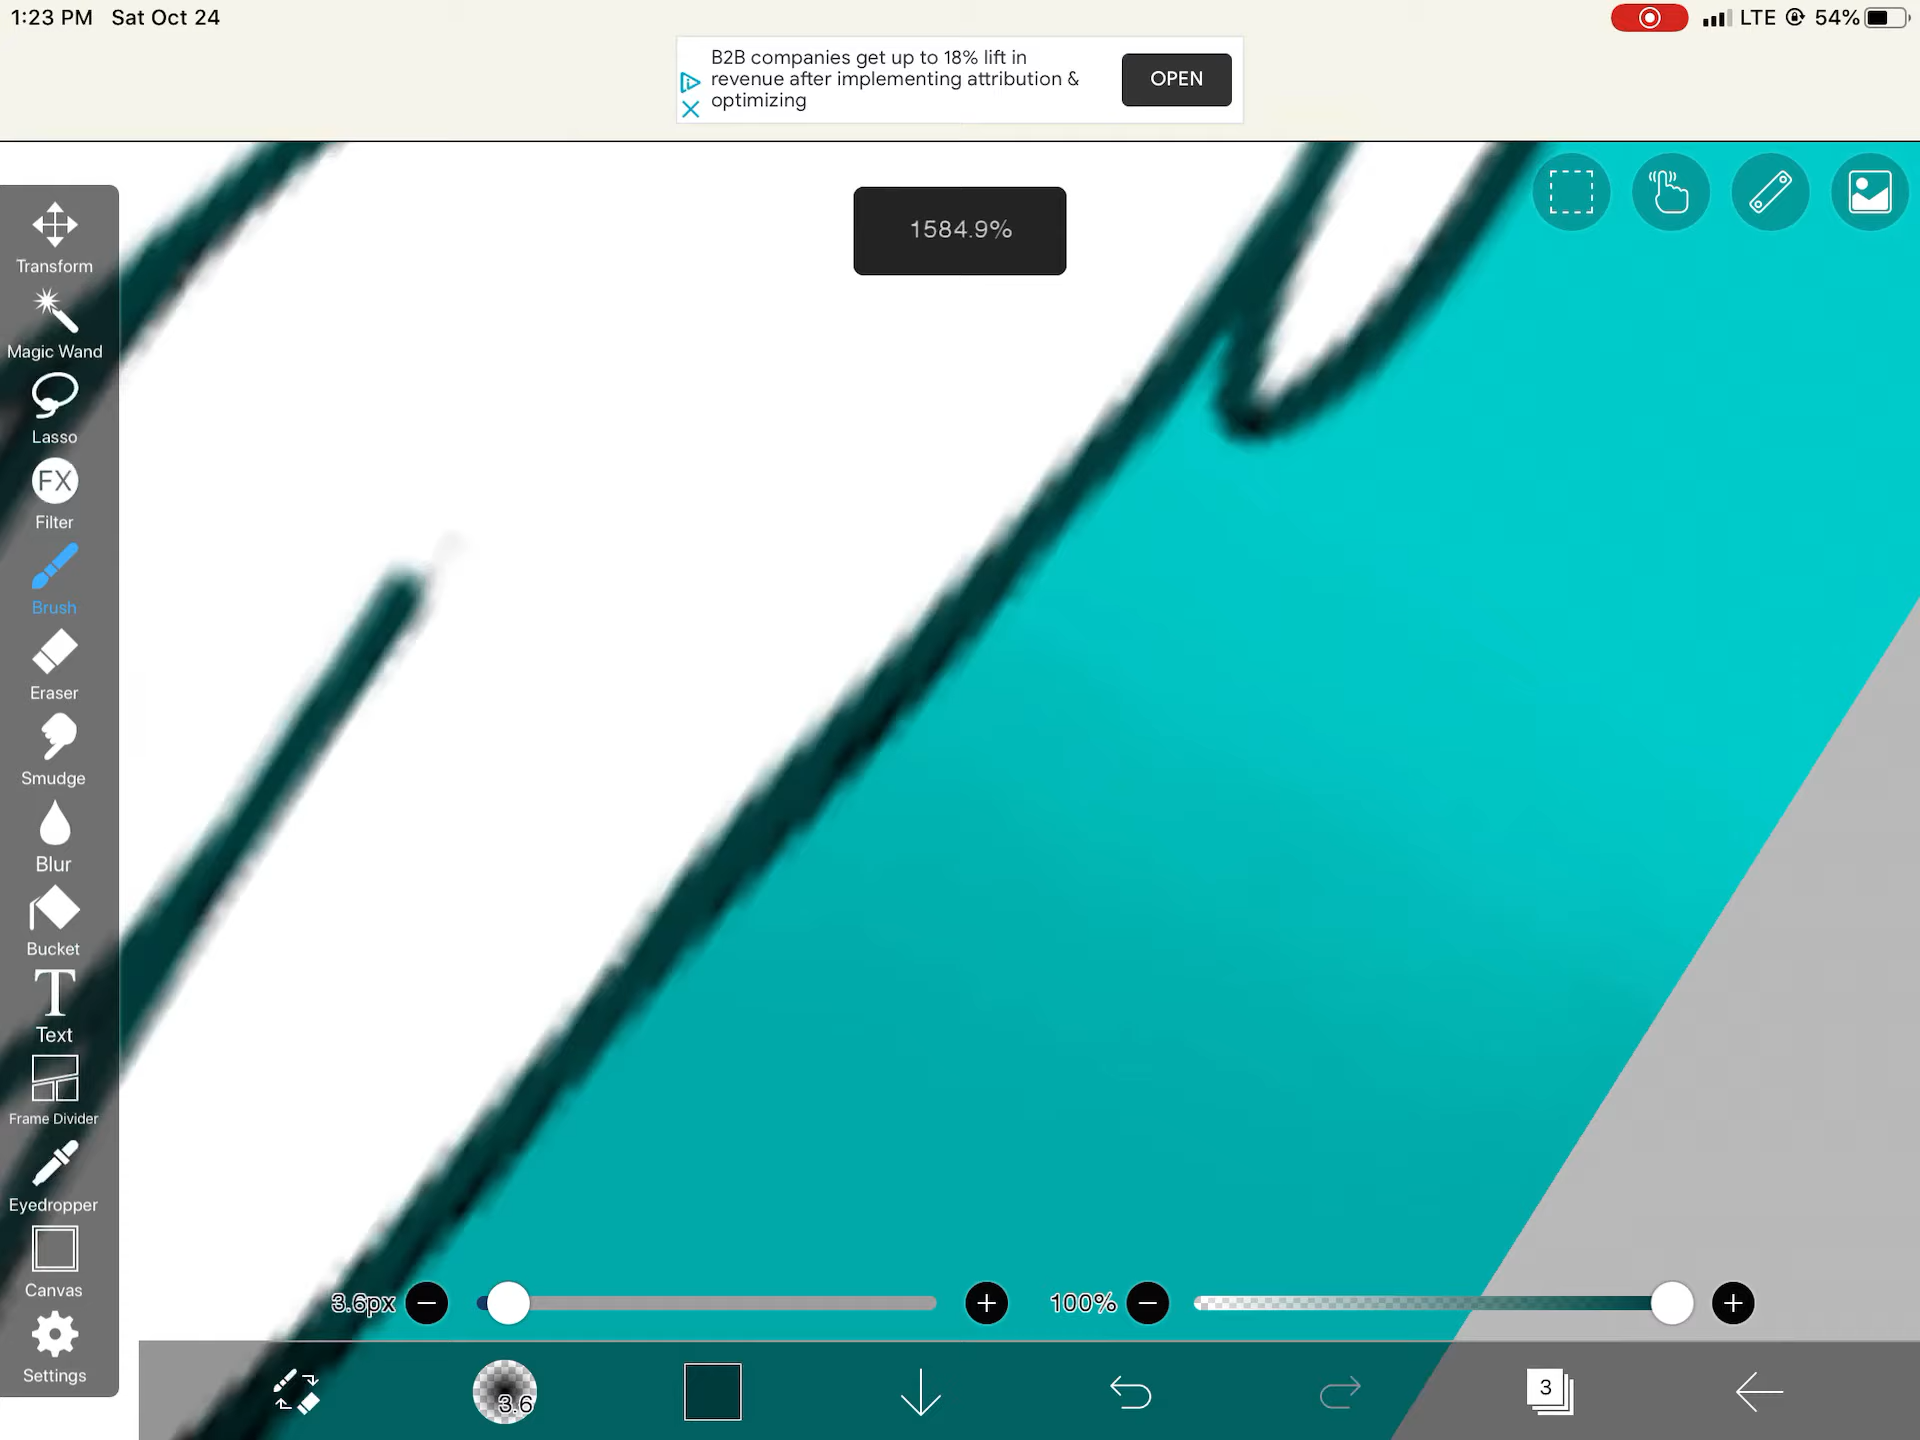 1:23 PM Sat Oct 24
LTE 54%
B2B companies get up to 18% lift in
revenue after implementing attribution &
optimizing
OPEN
1584.9%
Transform
Magic Wand
Lasso
FX
Filter
Brush
Eraser
Smudge
Blur
Bucket
T
Text
Frame Divider
Eyedropper
Canvas
Settings
3.6px
100%
3.6
3